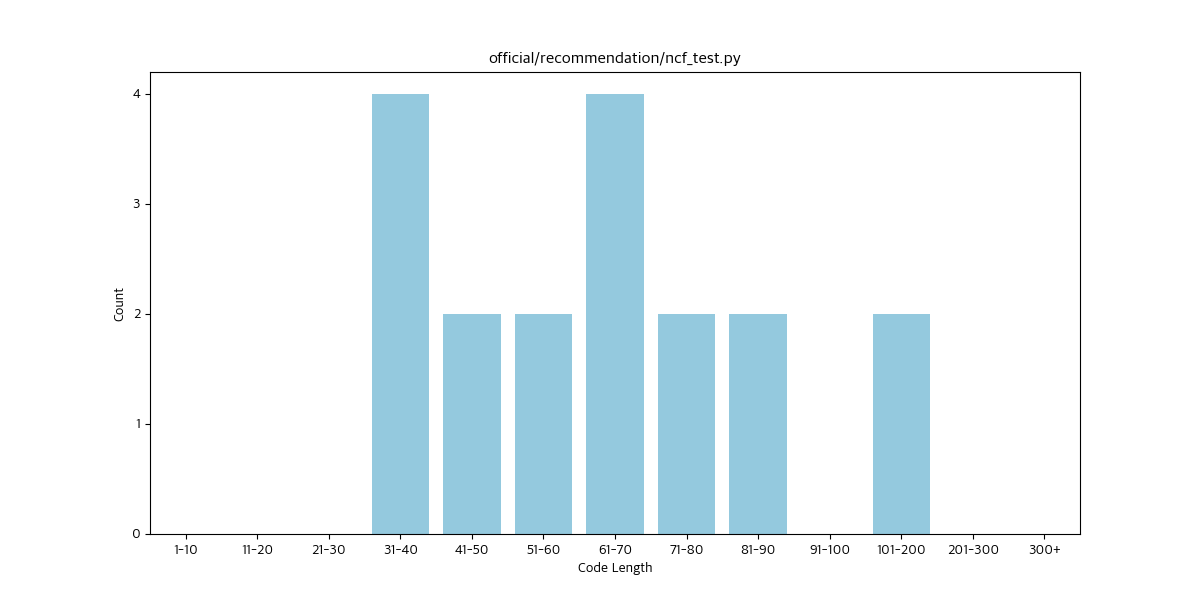 official/recommendation/ncf_test.py
Count
4
3
2
1
0
1-10 11-20 21-30 31-40 41-50 51-60 61-70 71-80 81-90 91-100 101-200 201-300 300+
Code Length